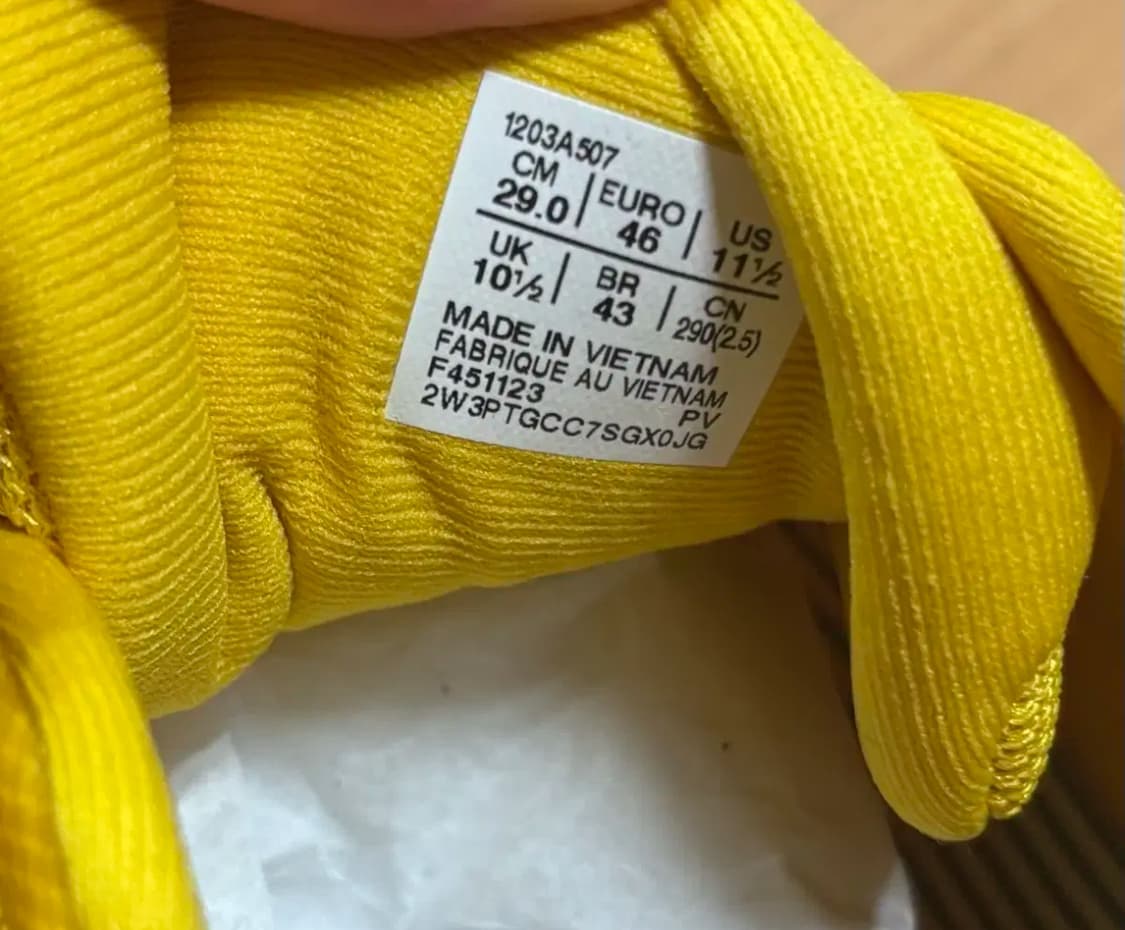 1203A507
CM | EURO | US
29.0 | 46 | 11½
UK | BR | CN
10½ | 43 | 290(2.5)
MADE IN VIETNAM
FABRIQUE AU VIETNAM
F451123 PV
2W3PTGCC7SGX0JG